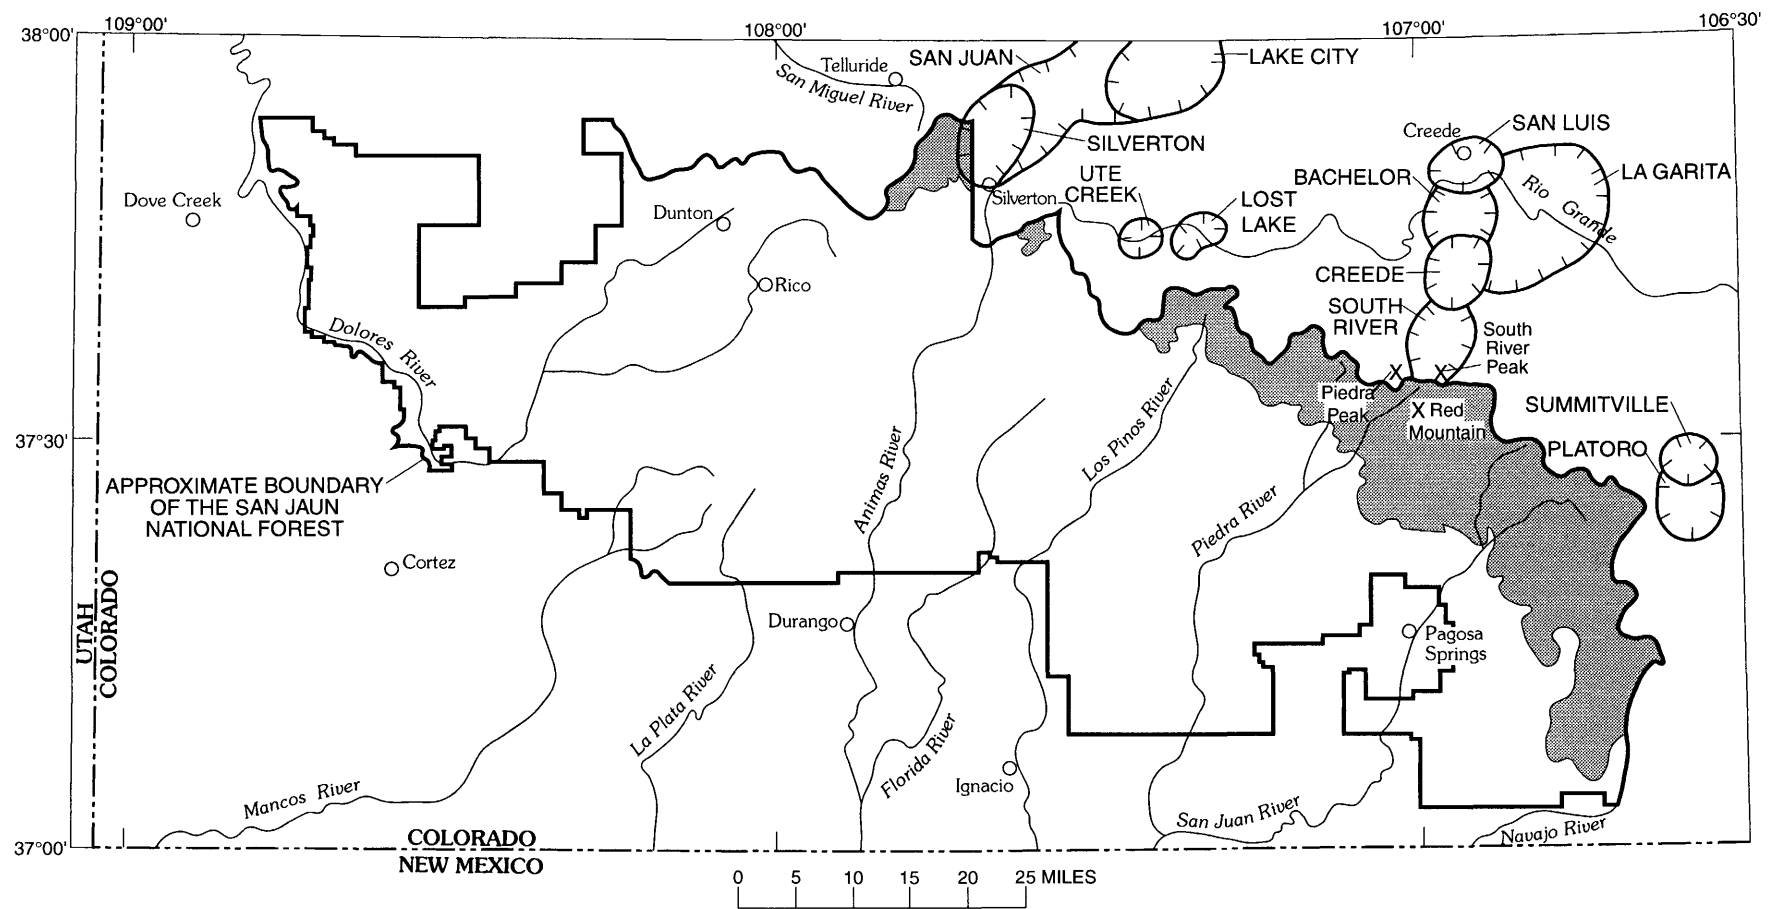 109°00'
108°00'
107°00'
106°30'
38°00'
SAN JUAN
LAKE CITY
Telluride
San Miguel River
SILVERTON
Creede
SAN LUIS
UTE
CREEK
BACHELOR
LA GARITA
Dove Creek
Dunton
Silverton
LOST
LAKE
Rio Grande
Rico
CREEDE
SOUTH
RIVER
South
River
Peak
Dolores River
Piedra
Peak
X
X
X Red
Mountain
SUMMITVILLE
PLATORO
37°30'
Los Pinos River
Animas River
Piedra River
APPROXIMATE BOUNDARY
OF THE SAN JAUN
NATIONAL FOREST
Cortez
UTAH
COLORADO
Durango
Pagosa
Springs
La Plata River
Florida River
Ignacio
Mancos River
San Juan River
Navajo River
37°00'
COLORADO
NEW MEXICO
0 5 10 15 20 25 MILES